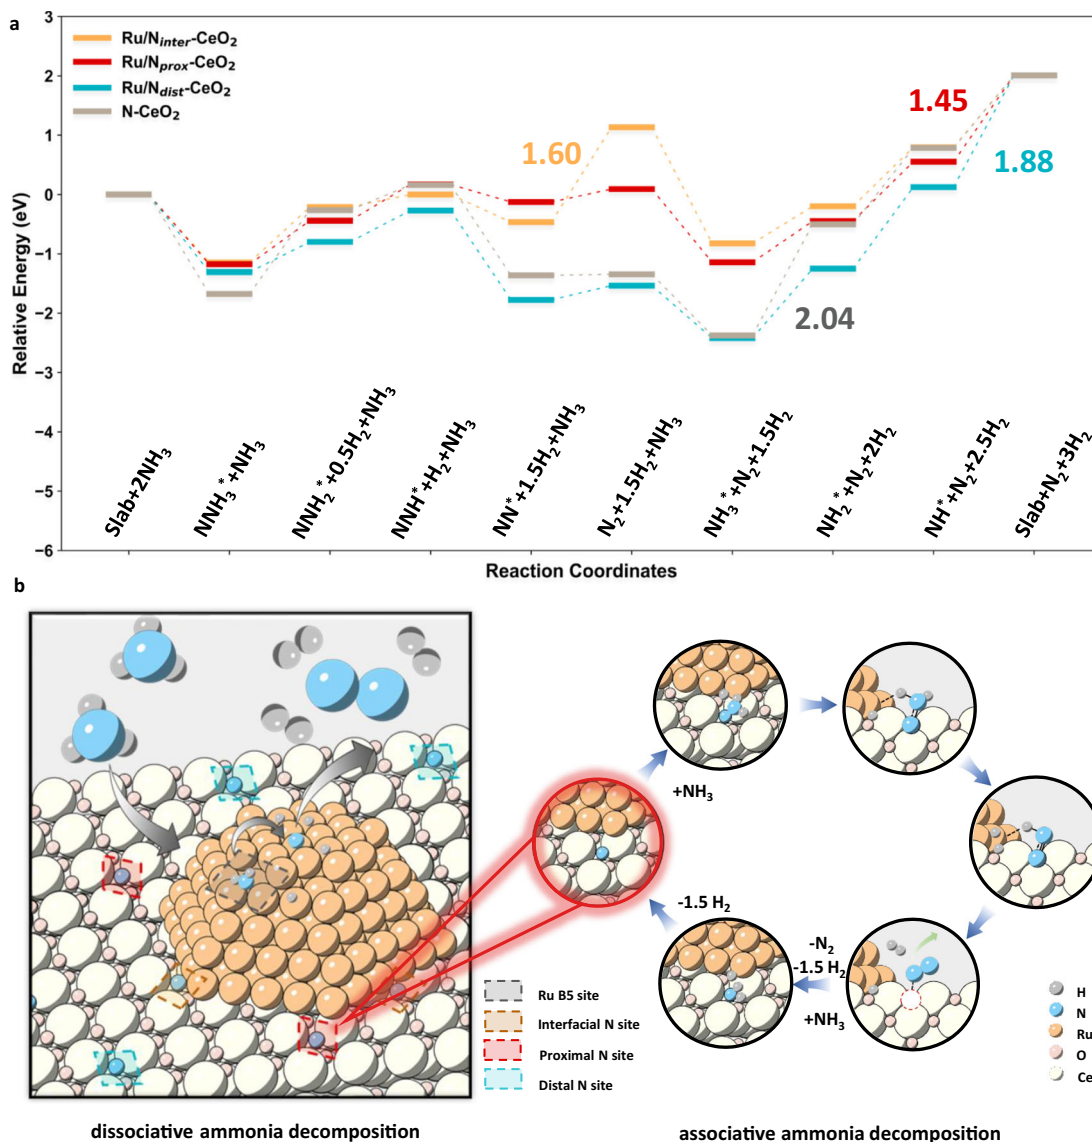 a
Ru/N_inter-CeO₂
Ru/N_prox-CeO₂
Ru/N_dist-CeO₂
N-CeO₂
Relative Energy (eV)
2
1
0
−1
−2
−3
−4
−5
−6
1.60
1.45
1.88
2.04
Slab+2NH₃
NNH₃*+NH₃
NNH₂*+0.5H₂+NH₃
NNH*+H₂+NH₃
NN*+1.5H₂+NH₃
N₂+1.5H₂+NH₃
NH₃*+N₂+1.5H₂
NH₂*+N₂+2H₂
NH*+N₂+2.5H₂
Slab+N₂+3H₂
Reaction Coordinates
b
+NH₃
-1.5 H₂
-N₂
-1.5 H₂
+NH₃
Ru B5 site
Interfacial N site
Proximal N site
Distal N site
H
N
Ru
O
Ce
dissociative ammonia decomposition
associative ammonia decomposition